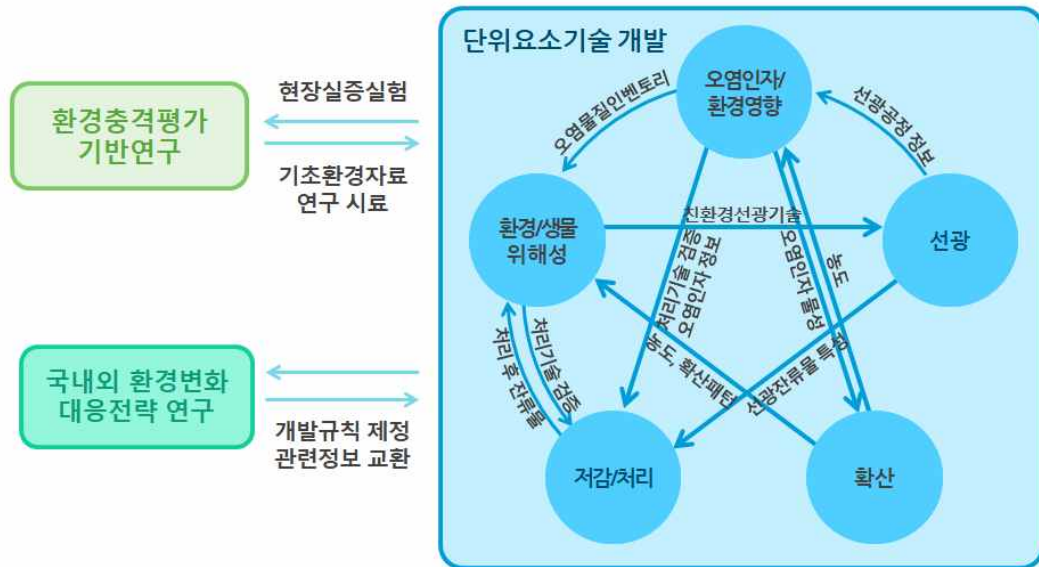 단위요소기술 개발
현장실증실험
환경충격평가
기반연구
기초환경자료
연구 시료
국내외 환경변화
대응전략 연구
개발규칙 제정
관련정보 교환
오염인자/
환경영향
오염물질인벤토리
선광공정 정보
환경/생물
위해성
친환경선광기술
선광
처리기술 검증
오염인자 정보
오염인자 물성
농도
처리기술 검증
처리 후 잔류물
농도, 확산패턴
선광잔류물 특성
저감/처리
확산